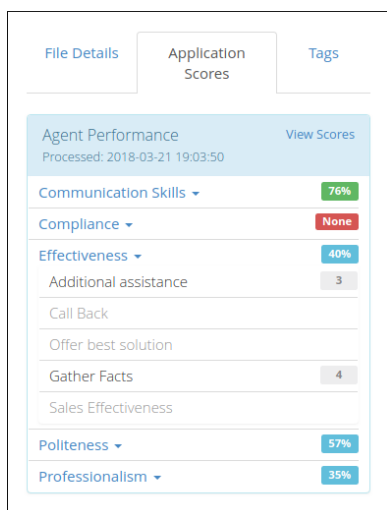 File Details
Application
Scores
Tags
Agent Performance
View Scores
Processed: 2018-03-21 19:03:50
Communication Skills
76%
Compliance
None
Effectiveness
40%
Additional assistance
3
Call Back
Offer best solution
Gather Facts
4
Sales Effectiveness
Politeness
57%
Professionalism
35%